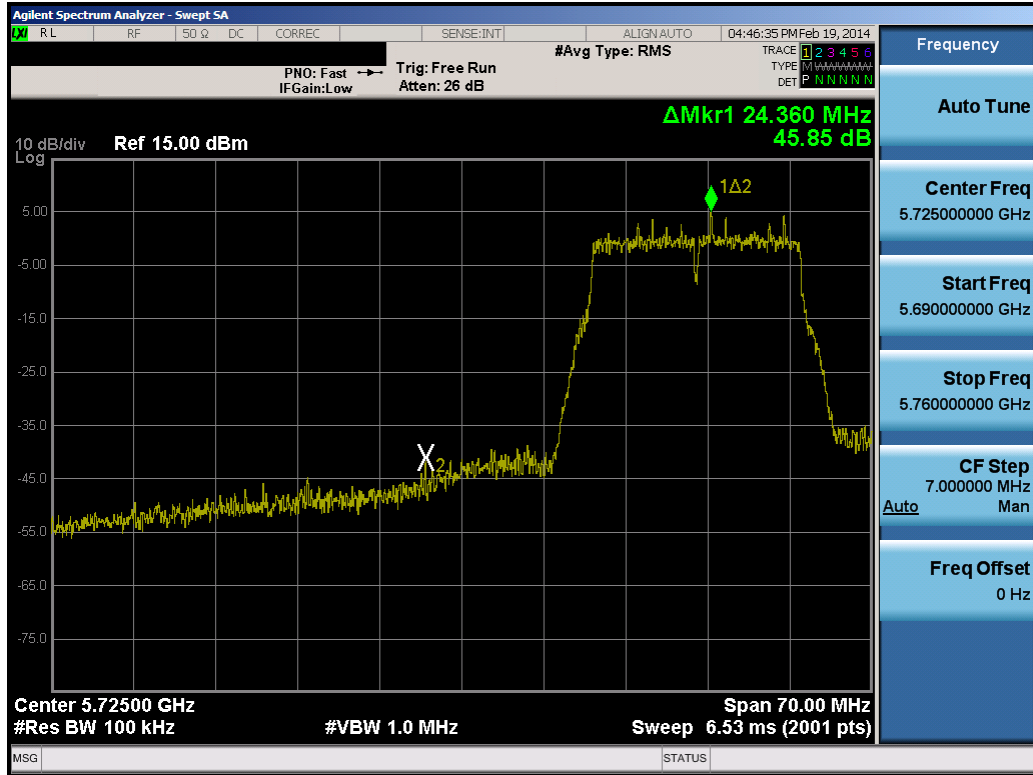 Agilent Spectrum Analyzer - Swept SA
LXI RL RF 50 Ω DC CORREC SENSE:INT ALIGN AUTO 04:46:35 PM Feb 19, 2014
Frequency
#Avg Type: RMS
TRACE 1 2 3 4 5 6
PNO: Fast Trig: Free Run
TYPE M WWWWW
IFGain:Low Atten: 26 dB
DET P N N N N N
Auto Tune
ΔMkr1 24.360 MHz
45.85 dB
10 dB/div Ref 15.00 dBm
Log
1Δ2
Center Freq
5.725000000 GHz
5.00
-5.00
Start Freq
5.690000000 GHz
-15.0
-25.0
Stop Freq
5.760000000 GHz
-35.0
X2
-45.0
CF Step
7.000000 MHz
Auto Man
-55.0
Freq Offset
0 Hz
-65.0
-75.0
Center 5.72500 GHz Span 70.00 MHz
#Res BW 100 kHz #VBW 1.0 MHz Sweep 6.53 ms (2001 pts)
MSG STATUS